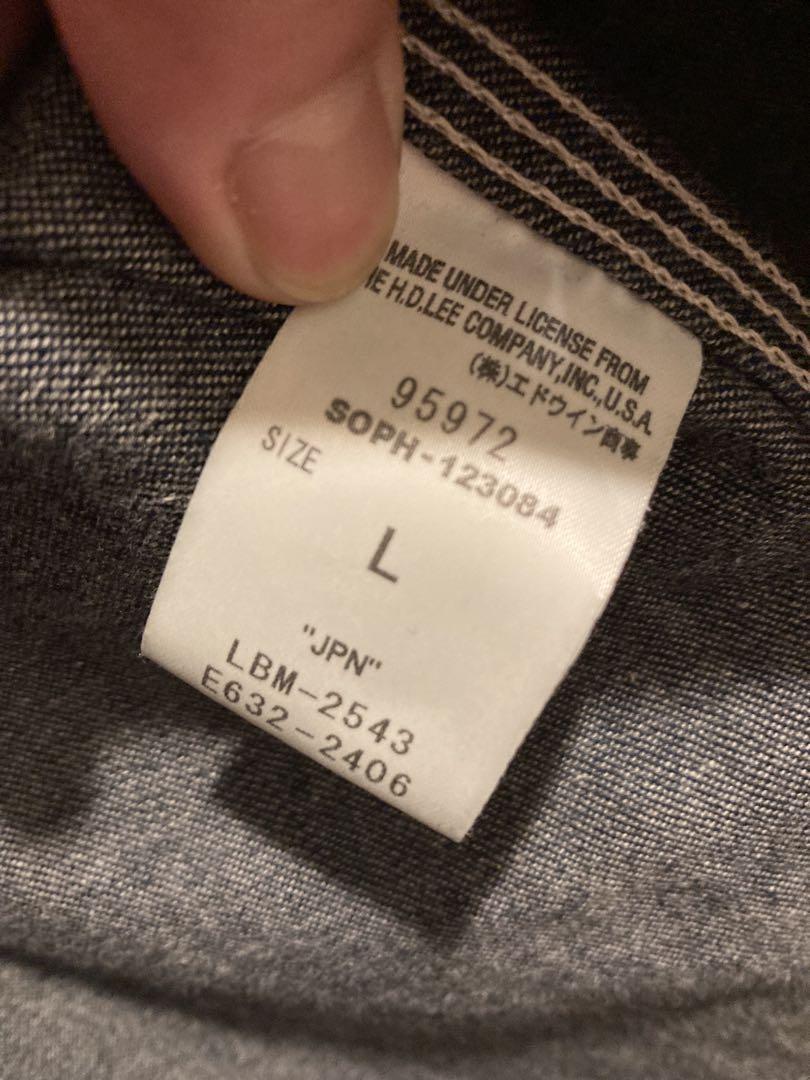 MADE UNDER LICENSE FROM
H.D.LEE COMPANY,INC.,U.S.A.
(株)エドウイン商事
95972
SOPH-123084
SIZE
L
"JPN"
LBM-2543
E632-2406